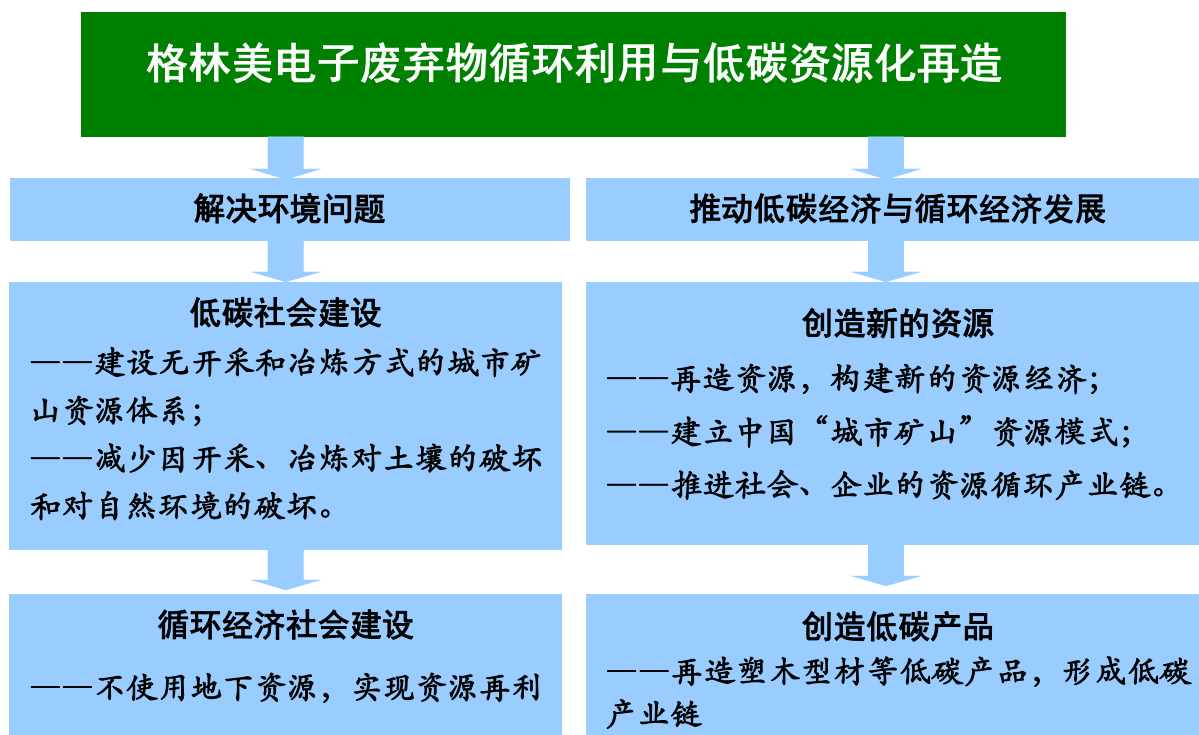 格林美电子废弃物循环利用与低碳资源化再造
解决环境问题
推动低碳经济与循环经济发展
低碳社会建设
——建设无开采和冶炼方式的城市矿
山资源体系；
——减少因开采、冶炼对土壤的破坏
和对自然环境的破坏。
创造新的资源
——再造资源，构建新的资源经济；
——建立中国“城市矿山”资源模式；
——推进社会、企业的资源循环产业链。
循环经济社会建设
——不使用地下资源，实现资源再利
创造低碳产品
——再造塑木型材等低碳产品，形成低碳
产业链